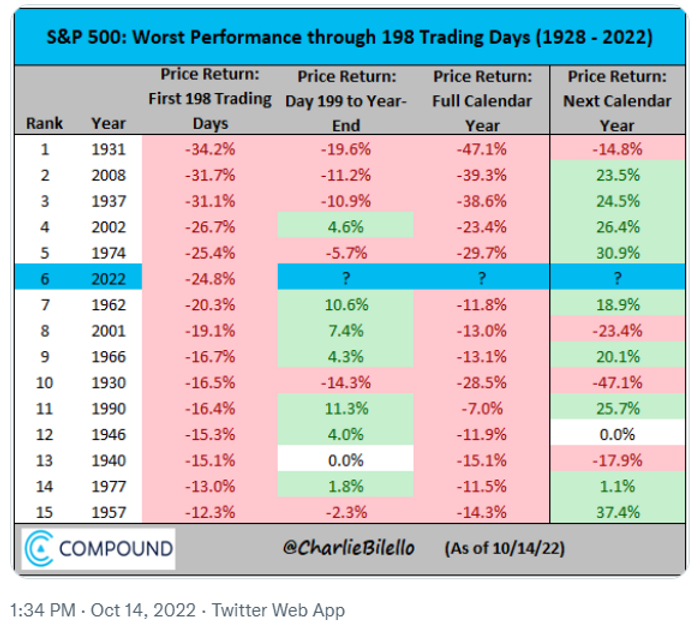 S&P 500: Worst Performance through 198 Trading Days (1928 - 2022)
Rank Year Price Return: First 198 Trading Days Price Return: Day 199 to Year-End Price Return: Full Calendar Year Price Return: Next Calendar Year
1 1931 -34.2% -19.6% -47.1% -14.8%
2 2008 -31.7% -11.2% -39.3% 23.5%
3 1937 -31.1% -10.9% -38.6% 24.5%
4 2002 -26.7% 4.6% -23.4% 26.4%
5 1974 -25.4% -5.7% -29.7% 30.9%
6 2022 -24.8% ? ? ?
7 1962 -20.3% 10.6% -11.8% 18.9%
8 2001 -19.1% 7.4% -13.0% -23.4%
9 1966 -16.7% 4.3% -13.1% 20.1%
10 1930 -16.5% -14.3% -28.5% -47.1%
11 1990 -16.4% 11.3% -7.0% 25.7%
12 1946 -15.3% 4.0% -11.9% 0.0%
13 1940 -15.1% 0.0% -15.1% -17.9%
14 1977 -13.0% 1.8% -11.5% 1.1%
15 1957 -12.3% -2.3% -14.3% 37.4%
COMPOUND @CharlieBilello (As of 10/14/22)
1:34 PM · Oct 14, 2022 · Twitter Web App